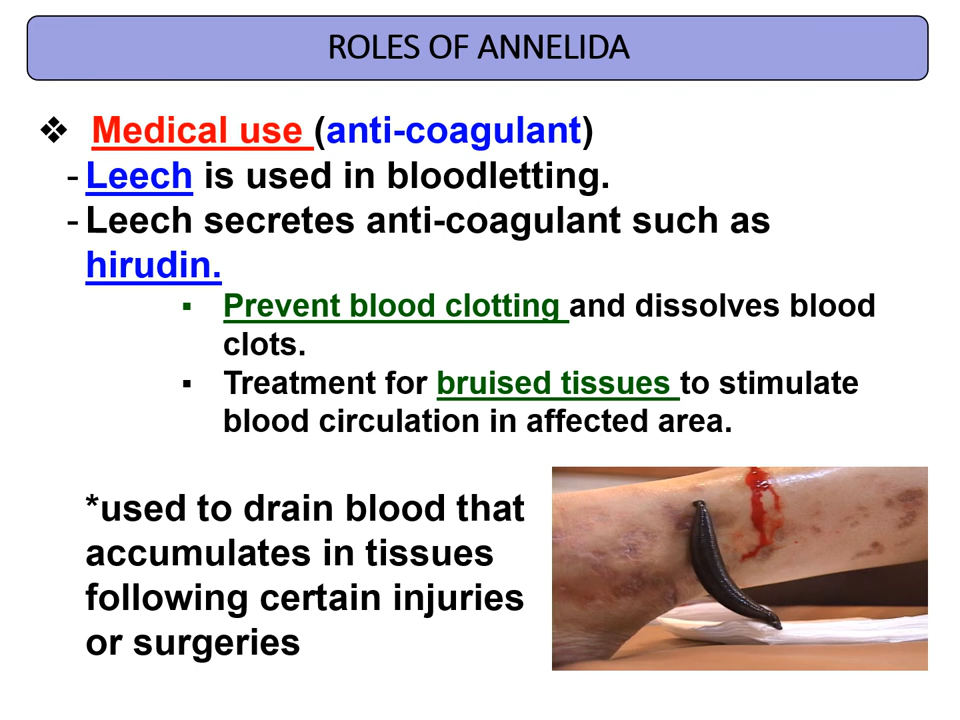 ROLES OF ANNELIDA
❖ Medical use (anti-coagulant)
- Leech is used in bloodletting.
- Leech secretes anti-coagulant such as
hirudin.
▪ Prevent blood clotting and dissolves blood
clots.
▪ Treatment for bruised tissues to stimulate
blood circulation in affected area.
*used to drain blood that
accumulates in tissues
following certain injuries
or surgeries